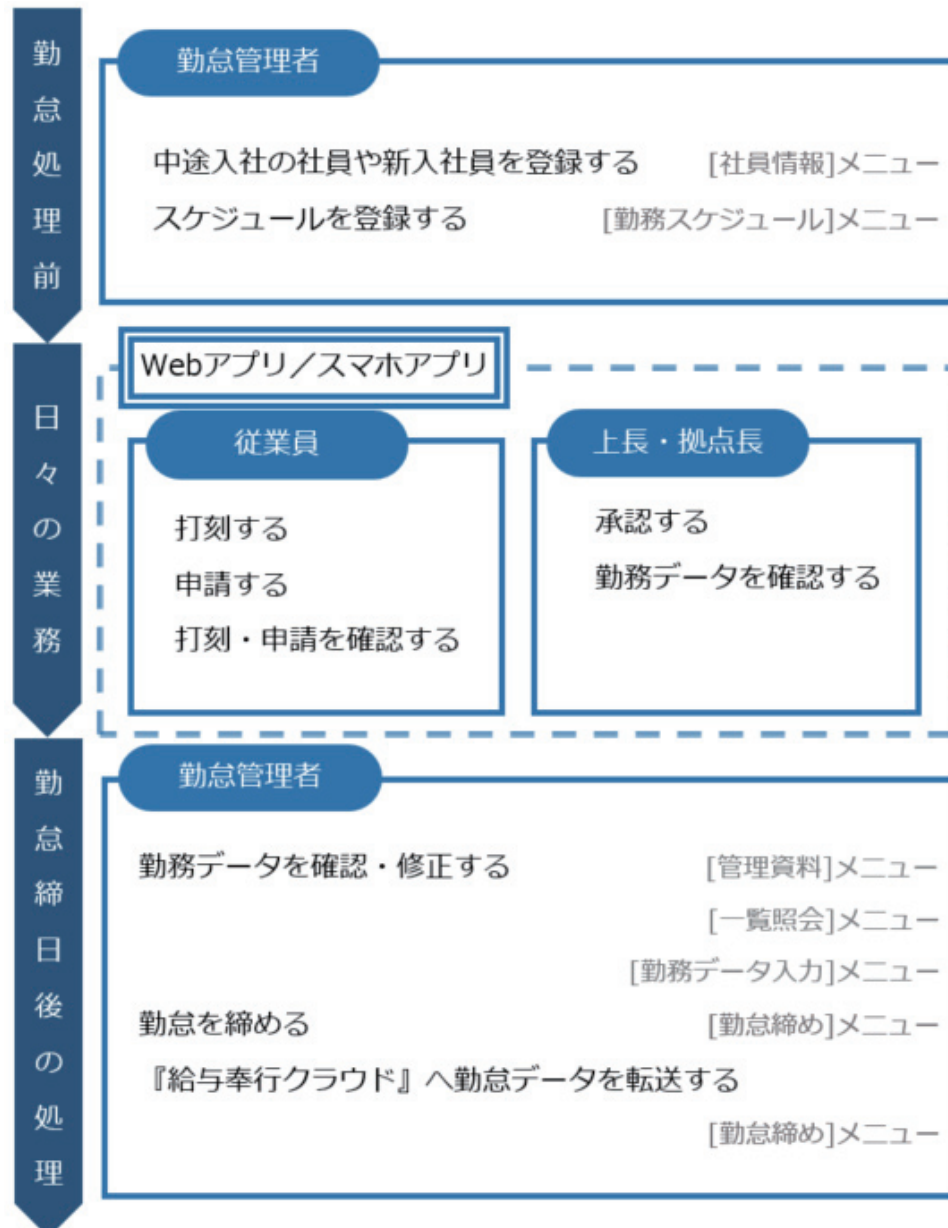 勤怠処理前
勤怠管理者
中途入社の社員や新入社員を登録する [社員情報]メニュー
スケジュールを登録する [勤務スケジュール]メニュー
日々の業務
Webアプリ／スマホアプリ
従業員
打刻する
申請する
打刻・申請を確認する
上長・拠点長
承認する
勤務データを確認する
勤怠締日後の処理
勤怠管理者
勤務データを確認・修正する [管理資料]メニュー
[一覧照会]メニュー
[勤務データ入力]メニュー
勤怠を締める [勤怠締め]メニュー
『給与奉行クラウド』へ勤怠データを転送する
[勤怠締め]メニュー